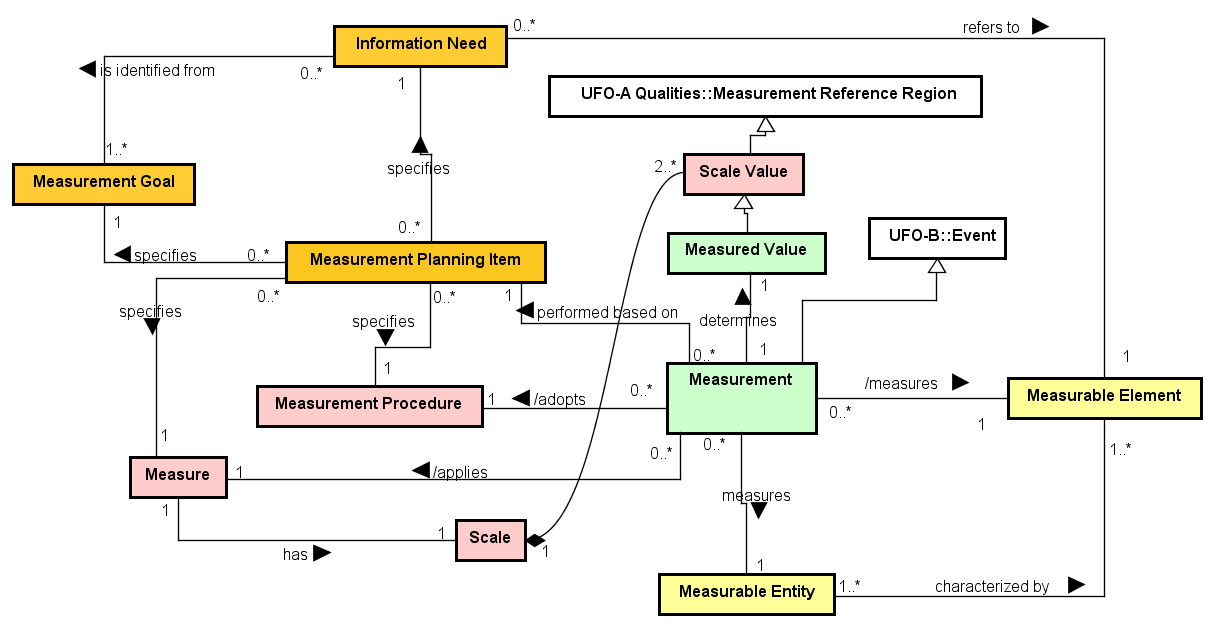 0..*
refers to
Information Need
is identified from
0..*
1
UFO-A Qualities::Measurement Reference Region
1..*
specifies
2..*
Scale Value
Measurement Goal
1
0..*
UFO-B::Event
Measured Value
specifies
0..*
Measurement Planning Item
0..*
0..*
1
1
specifies
specifies
performed based on
determines
0..*
1
1
1
Measurement
/measures
Measurement Procedure
1
/adopts
0..*
0..*
1
Measurable Element
1
0..*
0..*
1..*
Measure
1
/applies
1
measures
1
Scale
1
has
1
Measurable Entity
1..*
characterized by